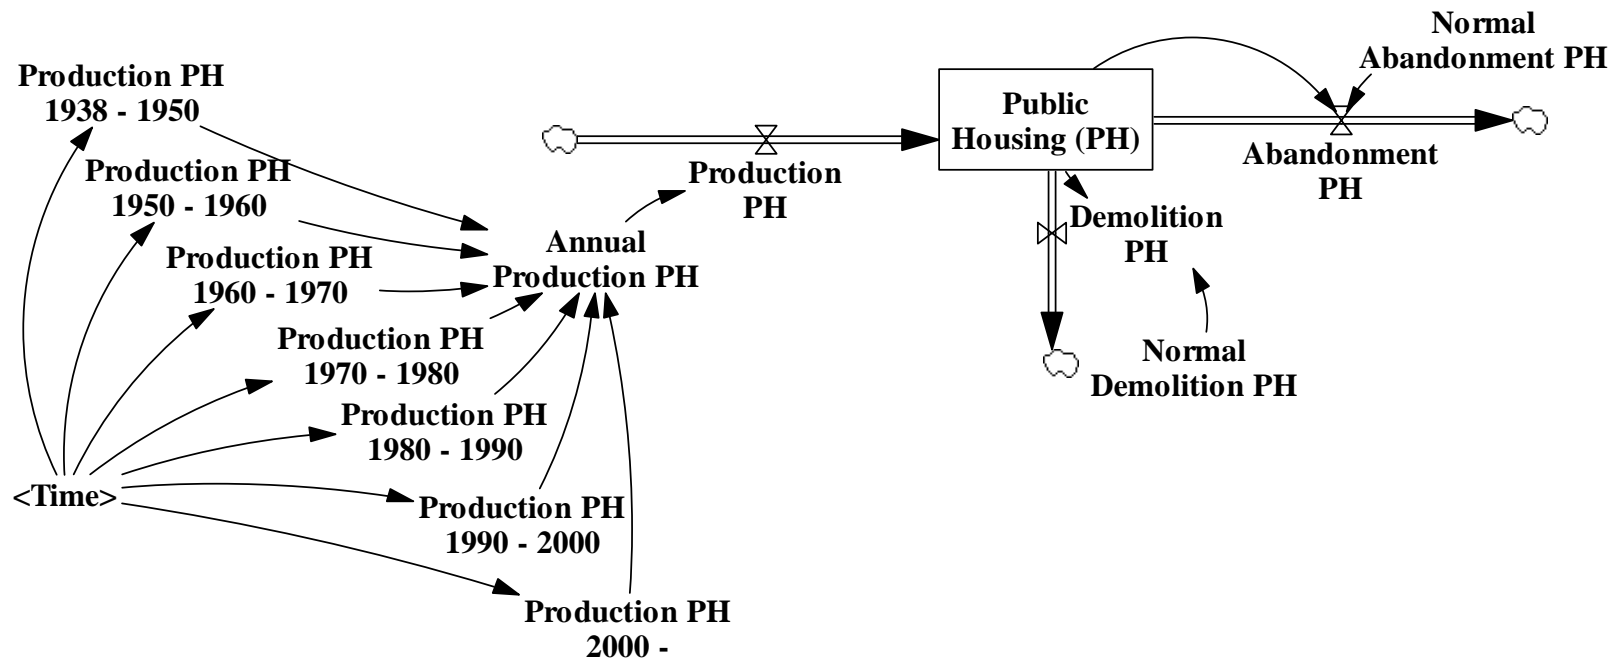 Production PH
1938 - 1950
Production PH
1950 - 1960
Production PH
1960 - 1970
Production PH
1970 - 1980
Production PH
1980 - 1990
<Time>
Production PH
1990 - 2000
Production PH
2000 -
Annual
Production PH
Production
PH
Public
Housing (PH)
Normal
Abandonment PH
Abandonment
PH
Demolition
PH
Normal
Demolition PH